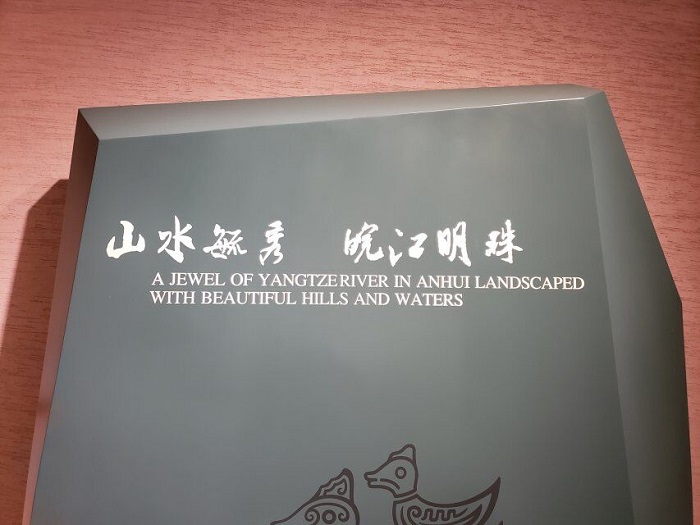 山水毓秀 皖江明珠
A JEWEL OF YANGTZE RIVER IN ANHUI LANDSCAPED
WITH BEAUTIFUL HILLS AND WATERS